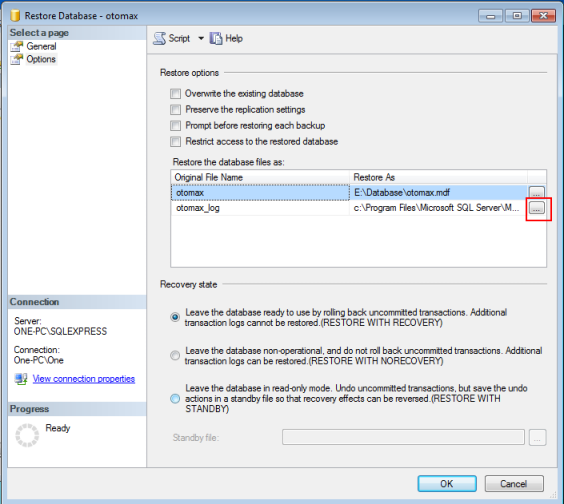 Restore Database - otomax
Select a page
General
Options
Script
Help
Restore options
Overwrite the existing database
Preserve the replication settings
Prompt before restoring each backup
Restrict access to the restored database
Restore the database files as:
Original File Name Restore As
otomax E:\Database\otomax.mdf ...
otomax_log c:\Program Files\Microsoft SQL Server\M... ...
Recovery state
Leave the database ready to use by rolling back uncommitted transactions. Additional
transaction logs cannot be restored.(RESTORE WITH RECOVERY)
Leave the database non-operational, and do not roll back uncommitted transactions. Additional
transaction logs can be restored.(RESTORE WITH NORECOVERY)
Leave the database in read-only mode. Undo uncommitted transactions, but save the undo
actions in a standby file so that recovery effects can be reversed.(RESTORE WITH
STANDBY)
Standby file: ...
Connection
Server:
ONE-PC\SQLEXPRESS
Connection:
One-PC\One
View connection properties
Progress
Ready
OK
Cancel